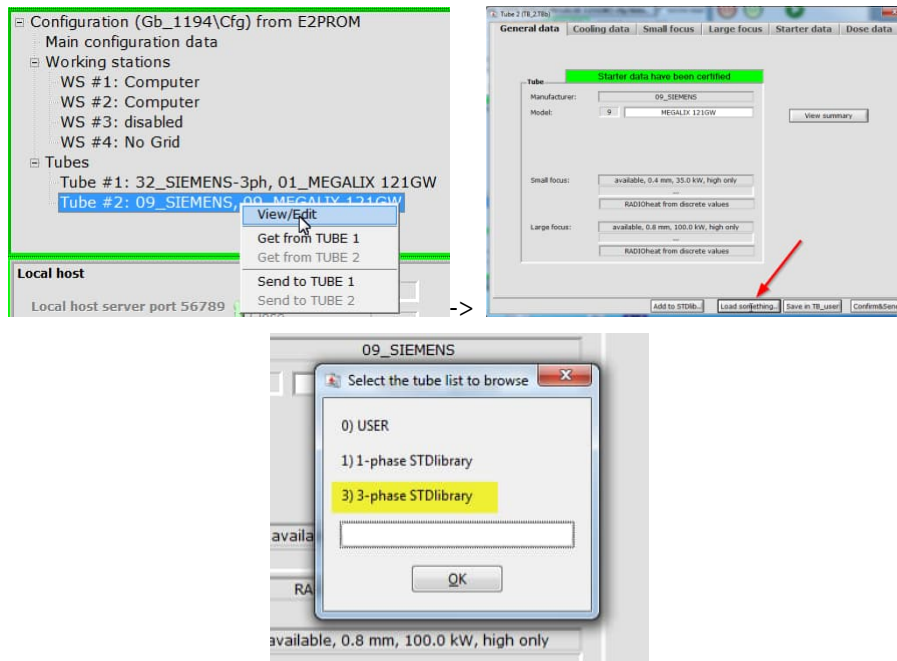 Configuration (Gb_1194\Cfg) from E2PROM
Main configuration data
Working stations
WS #1: Computer
WS #2: Computer
WS #3: disabled
WS #4: No Grid
Tubes
Tube #1: 32_SIEMENS-3ph, 01_MEGALIX 121GW
Tube #2: 09_SIEMENS, 09_MEGALIX 121GW
View/Edit
Get from TUBE 1
Get from TUBE 2
Send to TUBE 1
Send to TUBE 2
Local host
Local host server port 56789
->
Tube 2 (TB_2.TBb)
General data Cooling data Small focus Large focus Starter data Dose data
Starter data have been certified
Tube
Manufacturer: 09_SIEMENS
Model: 9 MEGALIX 121GW
View summary
Small focus: available, 0.4 mm, 35.0 kW, high only
---
RADIOheat from discrete values
Large focus: available, 0.8 mm, 100.0 kW, high only
---
RADIOheat from discrete values
Add to STDlib.. Load something.. Save in TB_user Confirm&Sen
09_SIEMENS
Select the tube list to browse
0) USER
1) 1-phase STDlibrary
3) 3-phase STDlibrary
availa
OK
RA
available, 0.8 mm, 100.0 kW, high only